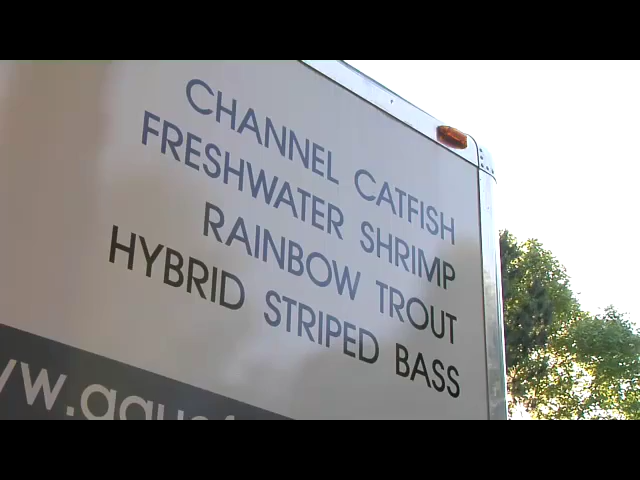 CHANNEL CATFISH
FRESHWATER SHRIMP
RAINBOW TROUT
HYBRID STRIPED BASS